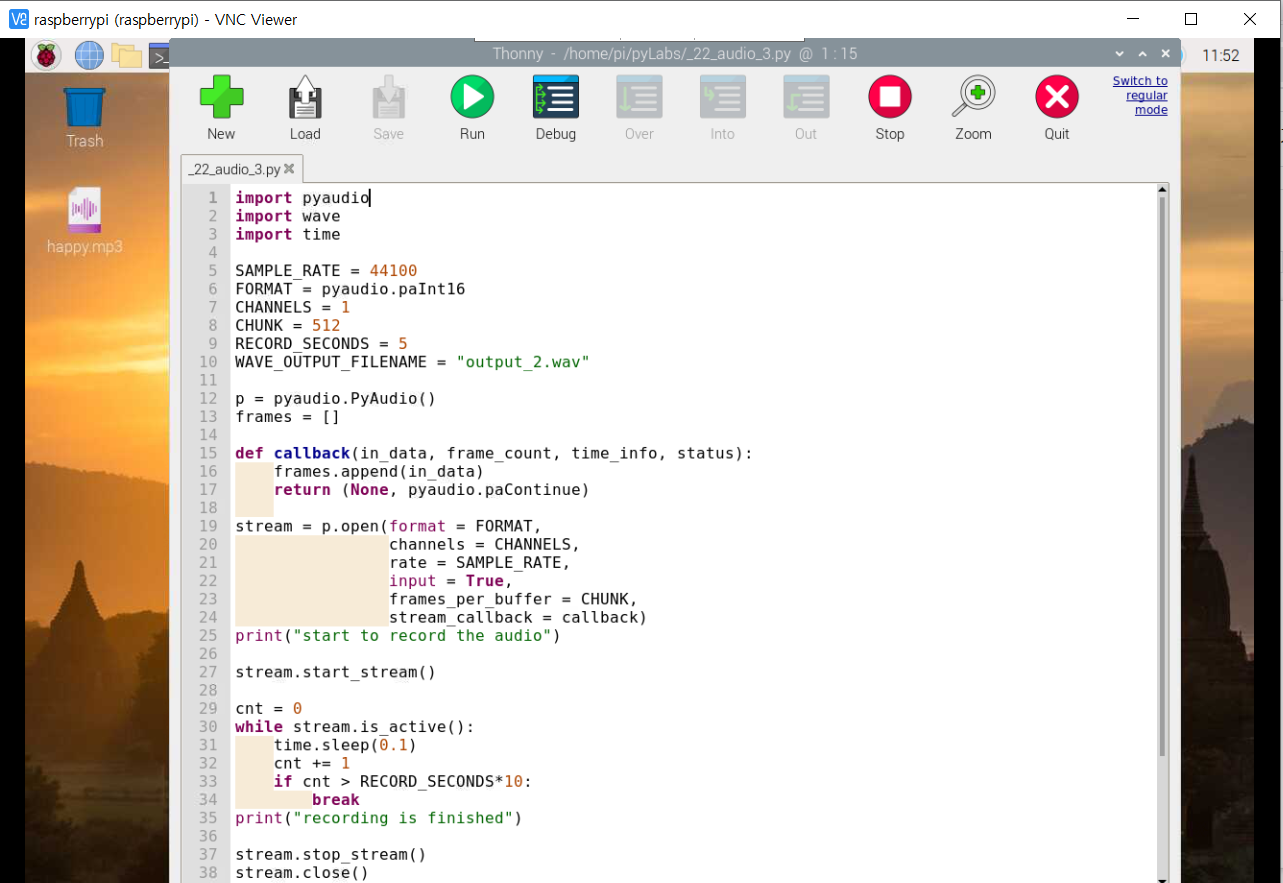 raspberrypi (raspberrypi) - VNC Viewer
Thonny - /home/pi/pyLabs/_22_audio_3.py @ 1:15
11:52
New Load Save Run Debug Over Into Out Stop Zoom Quit
Switch to
regular
mode
Trash
happy.mp3
_22_audio_3.py
1 import pyaudio
2 import wave
3 import time
4
5 SAMPLE_RATE = 44100
6 FORMAT = pyaudio.paInt16
7 CHANNELS = 1
8 CHUNK = 512
9 RECORD_SECONDS = 5
10 WAVE_OUTPUT_FILENAME = "output_2.wav"
11
12 p = pyaudio.PyAudio()
13 frames = []
14
15 def callback(in_data, frame_count, time_info, status):
16     frames.append(in_data)
17     return (None, pyaudio.paContinue)
18
19 stream = p.open(format = FORMAT,
20                 channels = CHANNELS,
21                 rate = SAMPLE_RATE,
22                 input = True,
23                 frames_per_buffer = CHUNK,
24                 stream_callback = callback)
25 print("start to record the audio")
26
27 stream.start_stream()
28
29 cnt = 0
30 while stream.is_active():
31     time.sleep(0.1)
32     cnt += 1
33     if cnt > RECORD_SECONDS*10:
34         break
35 print("recording is finished")
36
37 stream.stop_stream()
38 stream.close()